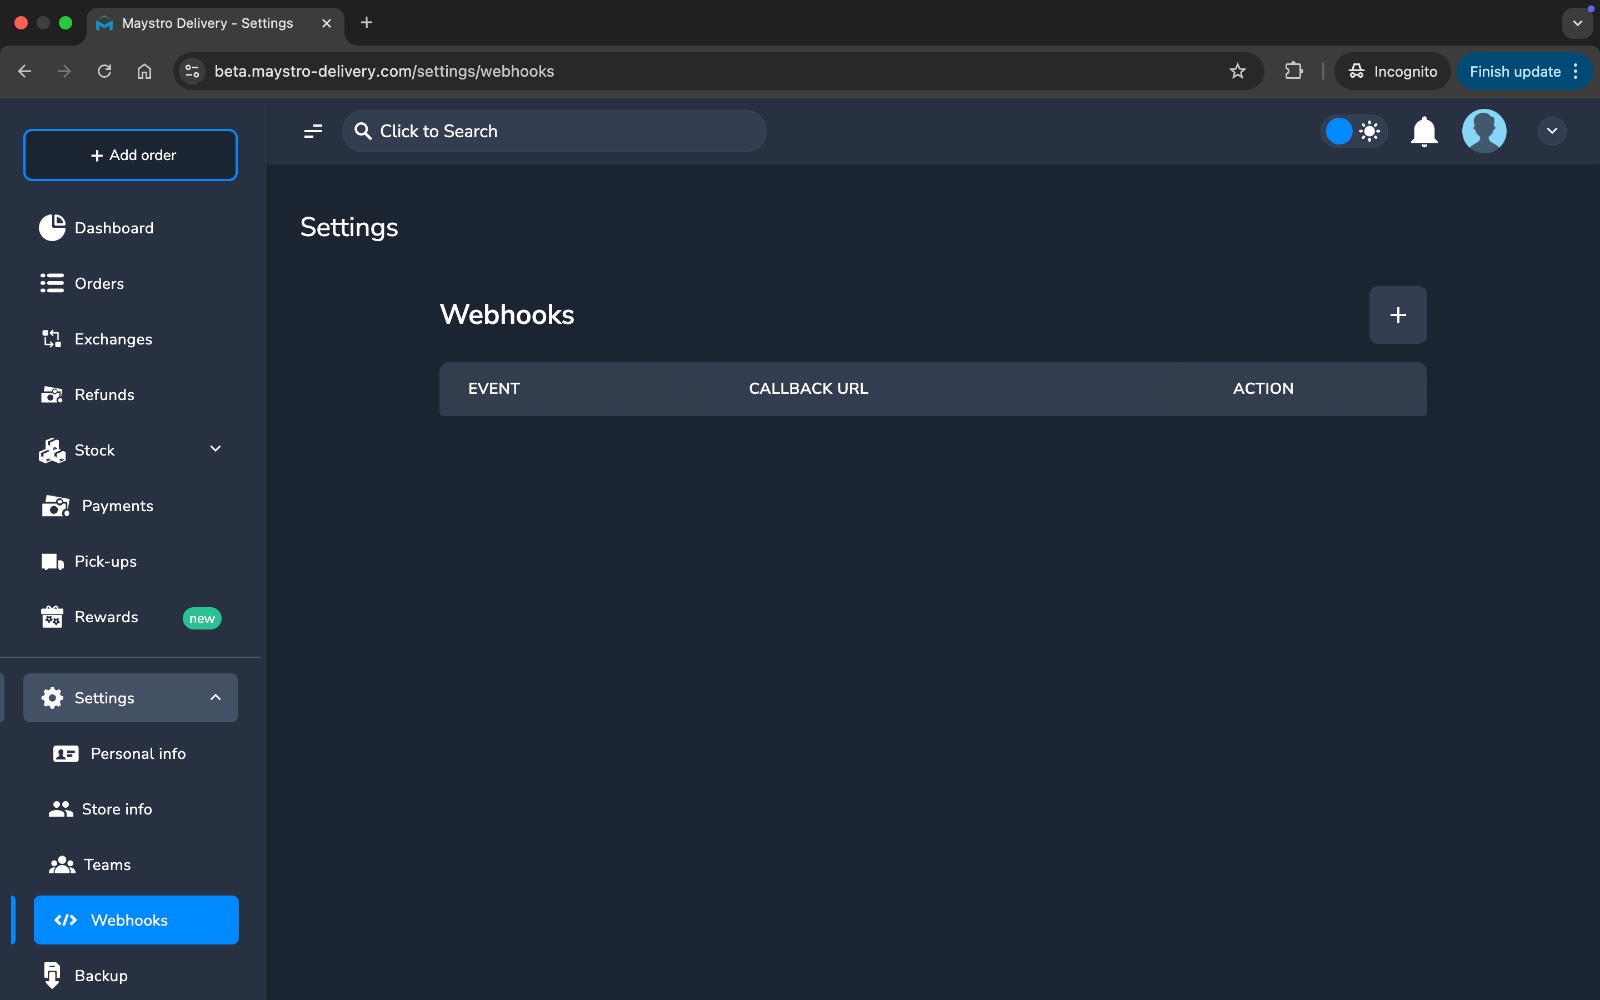 Maystro Delivery - Settings
beta.maystro-delivery.com/settings/webhooks
Incognito
Finish update
+ Add order
Click to Search
Dashboard
Orders
Exchanges
Refunds
Stock
Payments
Pick-ups
Rewards
new
Settings
Personal info
Store info
Teams
Webhooks
Backup
Settings
Webhooks
+
EVENT CALLBACK URL ACTION